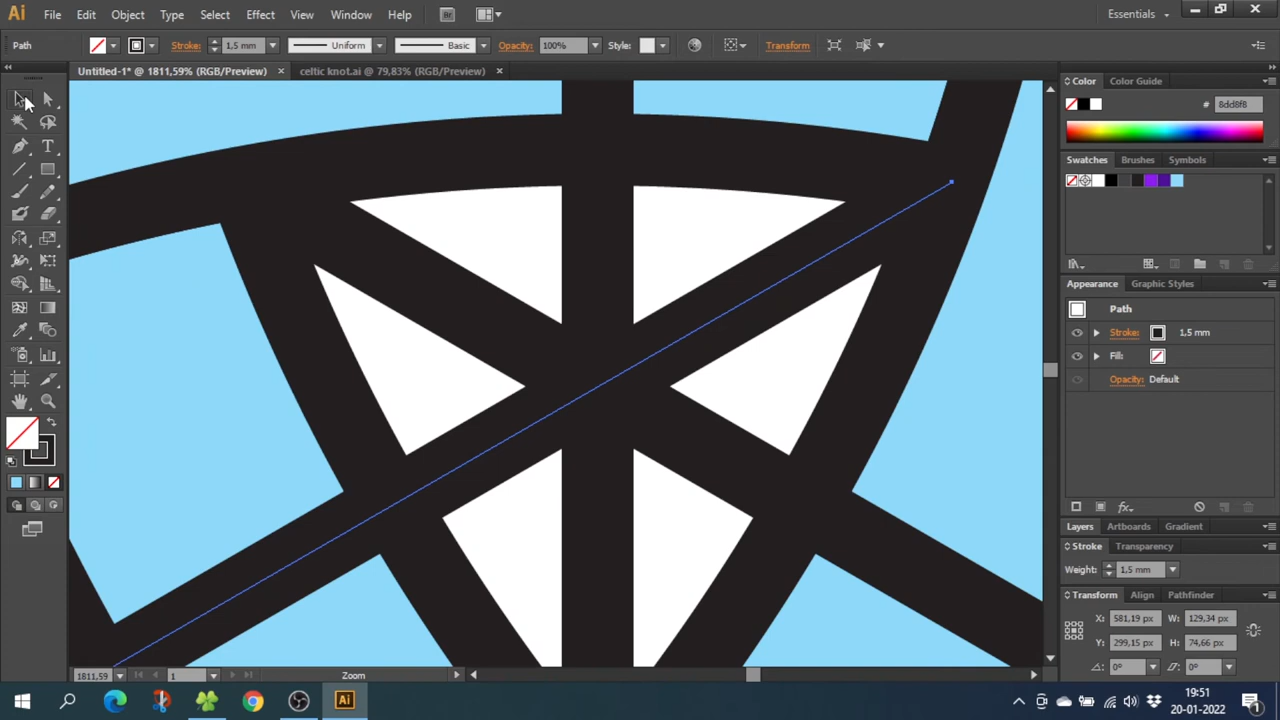 Ai File Edit Object Type Select Effect View Window Help Br Essentials
Path Stroke: 1,5 mm Uniform Basic Opacity: 100% Style: Transform
Untitled-1* @ 1811,59% (RGB/Preview) × celtic knot.ai @ 79,83% (RGB/Preview) ×
Color Color Guide
# 8dd8f8
Swatches Brushes Symbols
Appearance Graphic Styles
Path
Stroke: 1,5 mm
Fill:
Opacity: Default
Layers Artboards Gradient
Stroke Transparency
Weight: 1,5 mm
Transform Align Pathfinder
X: 581,19 px W: 129,34 px
Y: 299,15 px H: 74,66 px
0° 0°
1811,59 1 Zoom
Ai 19:51
20-01-2022 1